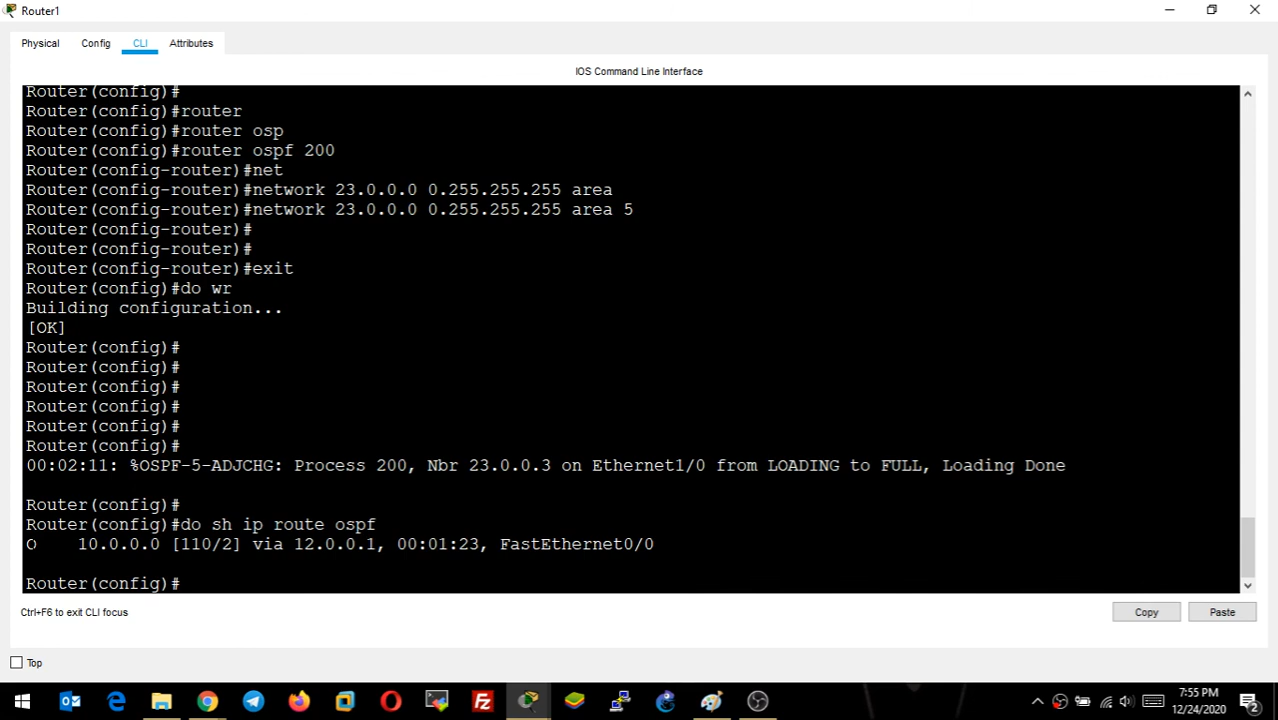 Router1
Physical
Config
CLI
Attributes
IOS Command Line Interface
Router(config)#
Router(config)#router
Router(config)#router osp
Router(config)#router ospf 200
Router(config-router)#net
Router(config-router)#network 23.0.0.0 0.255.255.255 area
Router(config-router)#network 23.0.0.0 0.255.255.255 area 5
Router(config-router)#
Router(config-router)#
Router(config-router)#exit
Router(config)#do wr
Building configuration...
[OK]
Router(config)#
Router(config)#
Router(config)#
Router(config)#
Router(config)#
Router(config)#
00:02:11: %OSPF-5-ADJCHG: Process 200, Nbr 23.0.0.3 on Ethernet1/0 from LOADING to FULL, Loading Done
Router(config)#
Router(config)#do sh ip route ospf
O 10.0.0.0 [110/2] via 12.0.0.1, 00:01:23, FastEthernet0/0
Router(config)#
Ctrl+F6 to exit CLI focus
Copy
Paste
Top
7:55 PM
12/24/2020
2